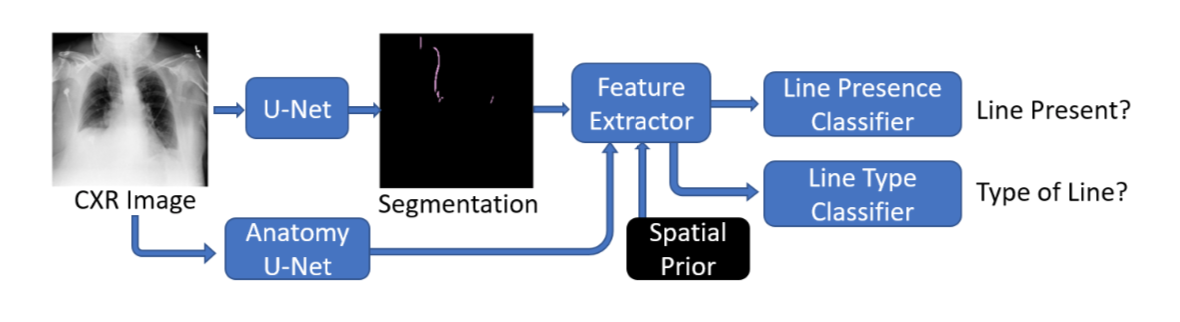 CXR Image
U-Net
Segmentation
Feature
Extractor
Line Presence
Classifier
Line Present?
Line Type
Classifier
Type of Line?
Anatomy
U-Net
Spatial
Prior